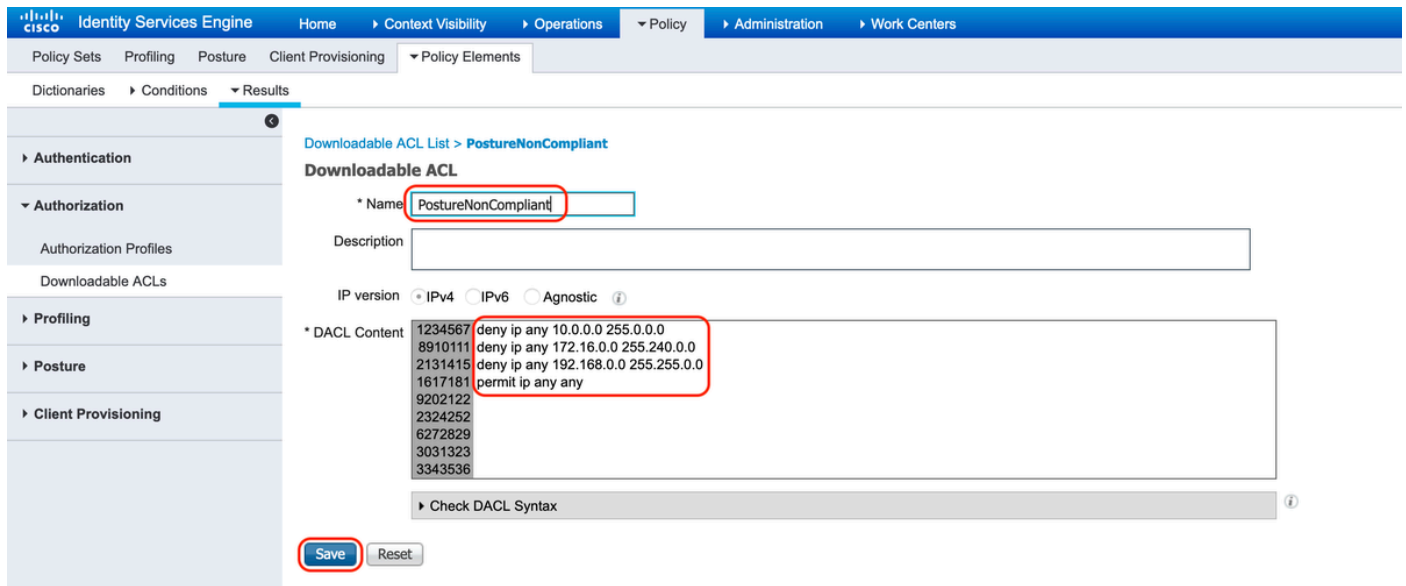 cisco Identity Services Engine Home Context Visibility Operations Policy Administration Work Centers
Policy Sets Profiling Posture Client Provisioning Policy Elements
Dictionaries Conditions Results
Downloadable ACL List > PostureNonCompliant
Authentication
Downloadable ACL
* Name PostureNonCompliant
Authorization
Description
Authorization Profiles
Downloadable ACLs
IP version IPv4 IPv6 Agnostic i
Profiling
* DACL Content 1234567 deny ip any 10.0.0.0 255.0.0.0
8910111 deny ip any 172.16.0.0 255.240.0.0
Posture
2131415 deny ip any 192.168.0.0 255.255.0.0
1617181 permit ip any any
9202122
Client Provisioning
2324252
6272829
3031323
3343536
Check DACL Syntax i
Save Reset